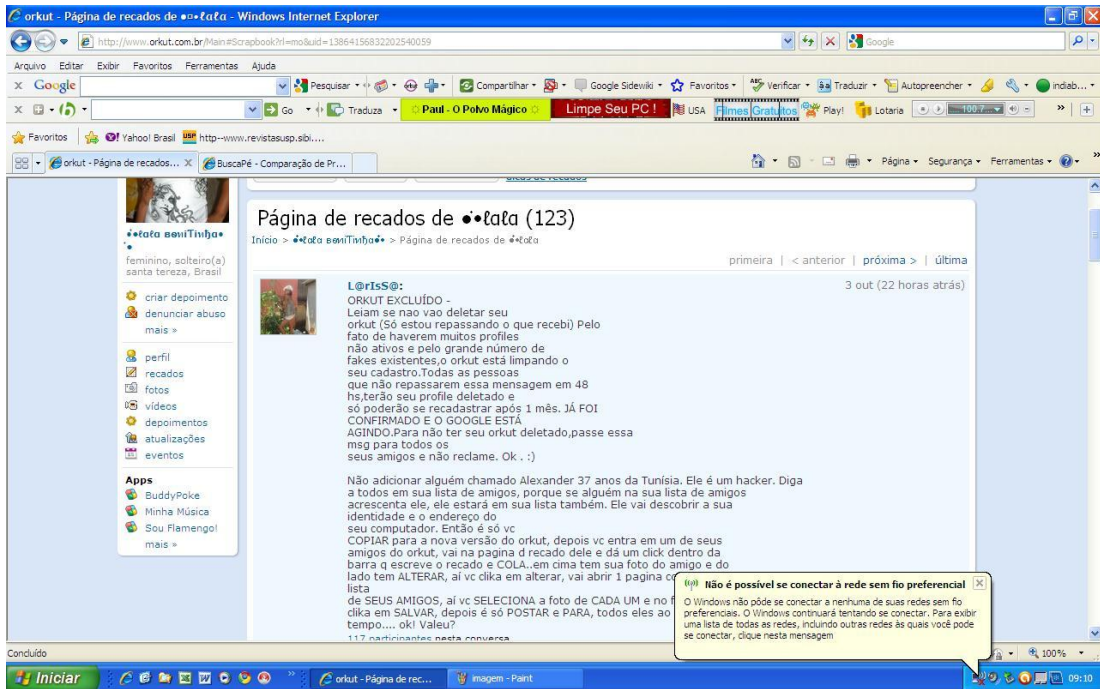 orkut - Página de recados de •¤•ℓαℓα - Windows Internet Explorer
http://www.orkut.com.br/Main#Scrapbook?rl=mo&uid=13864156832202540059
Google
Arquivo Editar Exibir Favoritos Ferramentas Ajuda
x Google Pesquisar Compartilhar Google Sidewiki Favoritos Verificar Traduzir Autopreencher indiab...
x Go Traduza Paul - O Polvo Mágico Limpe Seu PC ! USA Filmes Gratuitos Play! Lotaria 100.7...
Favoritos Yahoo! Brasil USP http--www.revistasusp.sibi....
orkut - Página de recados... X BuscaPé - Comparação de Pr... Página Segurança Ferramentas
dicas de recados
Página de recados de •́•ℓαℓα (123)
Início > •́•ℓαℓα вөиiTiиђα•́• > Página de recados de •́•ℓαℓα
•́•ℓαℓα вөиiTiиђα•
feminino, solteiro(a)
santa tereza, Brasil
primeira | < anterior | próxima > | última
criar depoimento
denunciar abuso
mais »
perfil
recados
fotos
vídeos
depoimentos
atualizações
eventos
Apps
BuddyPoke
Minha Música
Sou Flamengo!
mais »
L@rIsS@:
3 out (22 horas atrás)
ORKUT EXCLUÍDO -
Leiam se nao vao deletar seu
orkut (Só estou repassando o que recebi) Pelo
fato de haverem muitos profiles
não ativos e pelo grande número de
fakes existentes,o orkut está limpando o
seu cadastro.Todas as pessoas
que não repassarem essa mensagem em 48
hs,terão seu profile deletado e
só poderão se recadastrar após 1 mês. JÁ FOI
CONFIRMADO E O GOOGLE ESTÁ
AGINDO.Para não ter seu orkut deletado,passe essa
msg para todos os
seus amigos e não reclame. Ok . :)
Não adicionar alguém chamado Alexander 37 anos da Tunísia. Ele é um hacker. Diga
a todos em sua lista de amigos, porque se alguém na sua lista de amigos
acrescenta ele, ele estará em sua lista também. Ele vai descobrir a sua
identidade e o endereço do
seu computador. Então é só vc
COPIAR para a nova versão do orkut, depois vc entra em um de seus
amigos do orkut, vai na pagina d recado dele e dá um click dentro da
barra q escreve o recado e COLA..em cima tem sua foto do amigo e do
lado tem ALTERAR, aí vc clika em alterar, vai abrir 1 pagina
lista
de SEUS AMIGOS, aí vc SELECIONA a foto de CADA UM e no
clika em SALVAR, depois é só POSTAR e PARA, todos eles ao
tempo.... ok! Valeu?
117 participantes nesta conversa
Não é possível se conectar à rede sem fio preferencial
O Windows não pôde se conectar a nenhuma de suas redes sem fio
preferenciais. O Windows continuará tentando se conectar. Para exibir
uma lista de todas as redes, incluindo outras redes às quais você pode
se conectar, clique nesta mensagem
Concluído
100%
Iniciar orkut - Página de rec... imagem - Paint 09:10